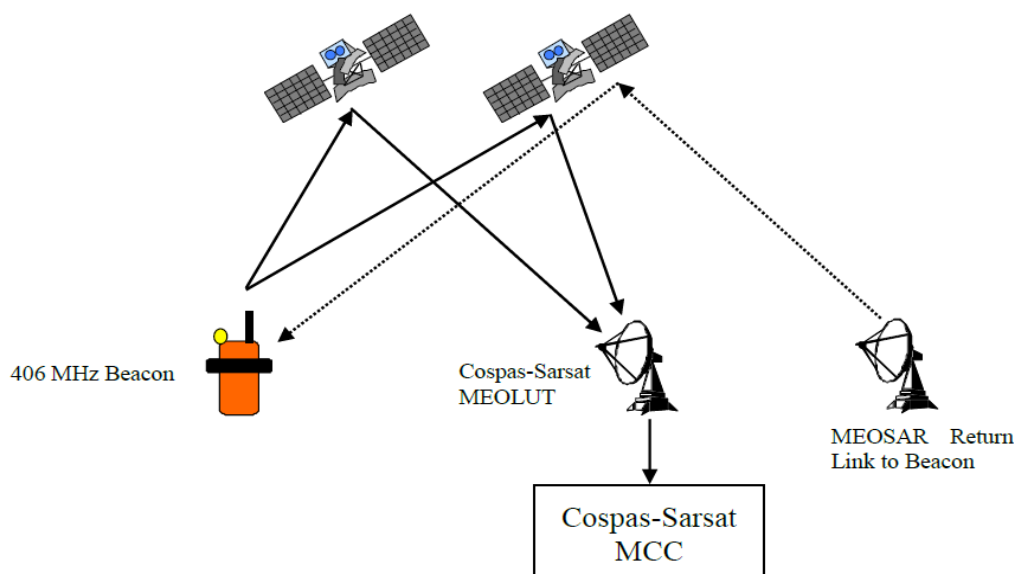 406 MHz Beacon
Cospas-Sarsat
MEOLUT
MEOSAR Return
Link to Beacon
Cospas-Sarsat
MCC